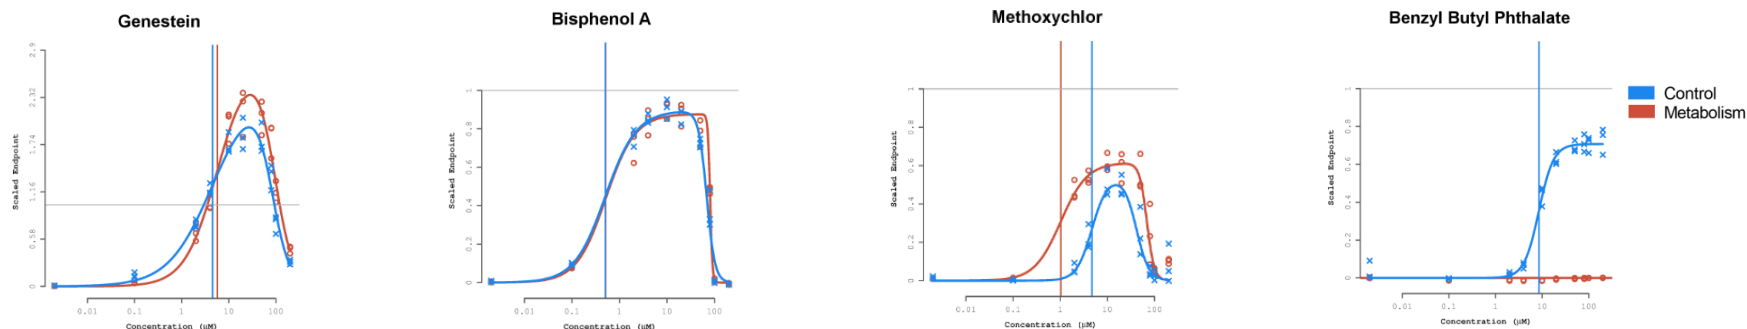 Genestein
Bisphenol A
Methoxychlor
Benzyl Butyl Phthalate
Scaled Endpoint
0 0.58 1.16 1.74 2.32 2.9
0.01 0.1 1 10 100
Concentration (µM)
Scaled Endpoint
0 0.2 0.4 0.6 0.8 1
0.01 0.1 1 10 100
Concentration (µM)
Scaled Endpoint
0 0.2 0.4 0.6 0.8 1
0.01 0.1 1 10 100
Concentration (µM)
Scaled Endpoint
0 0.2 0.4 0.6 0.8 1
0.01 0.1 1 10 100
Concentration (µM)
Control
Metabolism